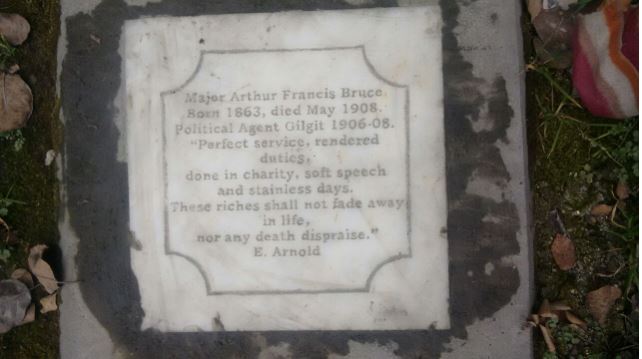 Major Arthur Francis Bruce
Born 1863, died May 1908.
Political Agent Gilgit 1906-08.
"Perfect service, rendered
duties,
done in charity, soft speech
and stainless days.
These riches shall not fade away
in life,
nor any death dispraise."
E. Arnold